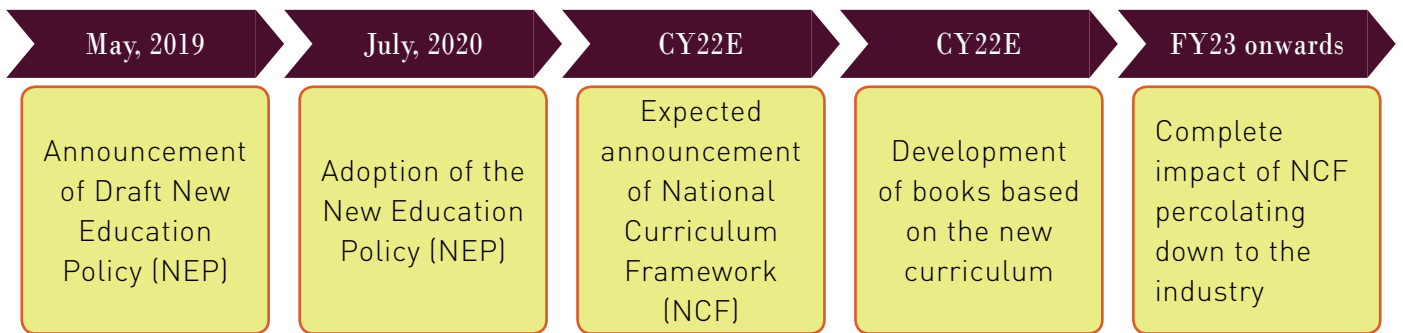 May, 2019
July, 2020
CY22E
CY22E
FY23 onwards
Announcement
of Draft New
Education
Policy (NEP)
Adoption of the
New Education
Policy (NEP)
Expected
announcement
of National
Curriculum
Framework
(NCF)
Development
of books based
on the new
curriculum
Complete
impact of NCF
percolating
down to the
industry